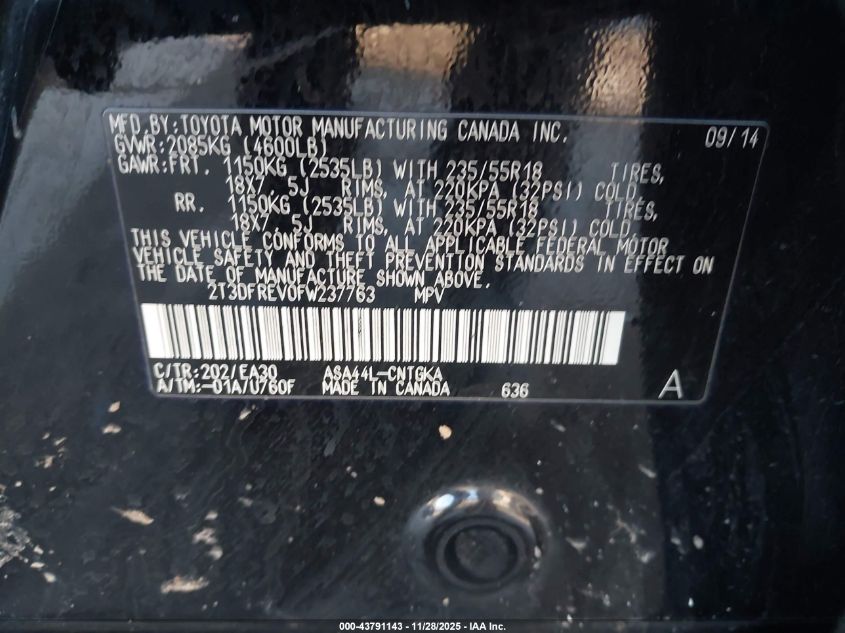 MFD.BY:TOYOTA MOTOR MANUFACTURING CANADA INC. 09/14
GVWR:2085KG (4600LB)
GAWR:FRT. 1150KG (2535LB) WITH 235/55R18 TIRES,
18X7.5J RIMS, AT 220KPA (32PSI) COLD
RR. 1150KG (2535LB) WITH 235/55R18 TIRES,
18X7.5J RIMS, AT 220KPA (32PSI) COLD.
THIS VEHICLE CONFORMS TO ALL APPLICABLE FEDERAL MOTOR
VEHICLE SAFETY AND THEFT PREVENTION STANDARDS IN EFFECT ON
THE DATE OF MANUFACTURE SHOWN ABOVE.
2T3DFREV0FW237763 MPV
C/TR:202/EA30 ASA44L-CNTGKA
A/TM:-01A/U760F MADE IN CANADA 636 A
000-43791143 - 11/28/2025 - IAA Inc.